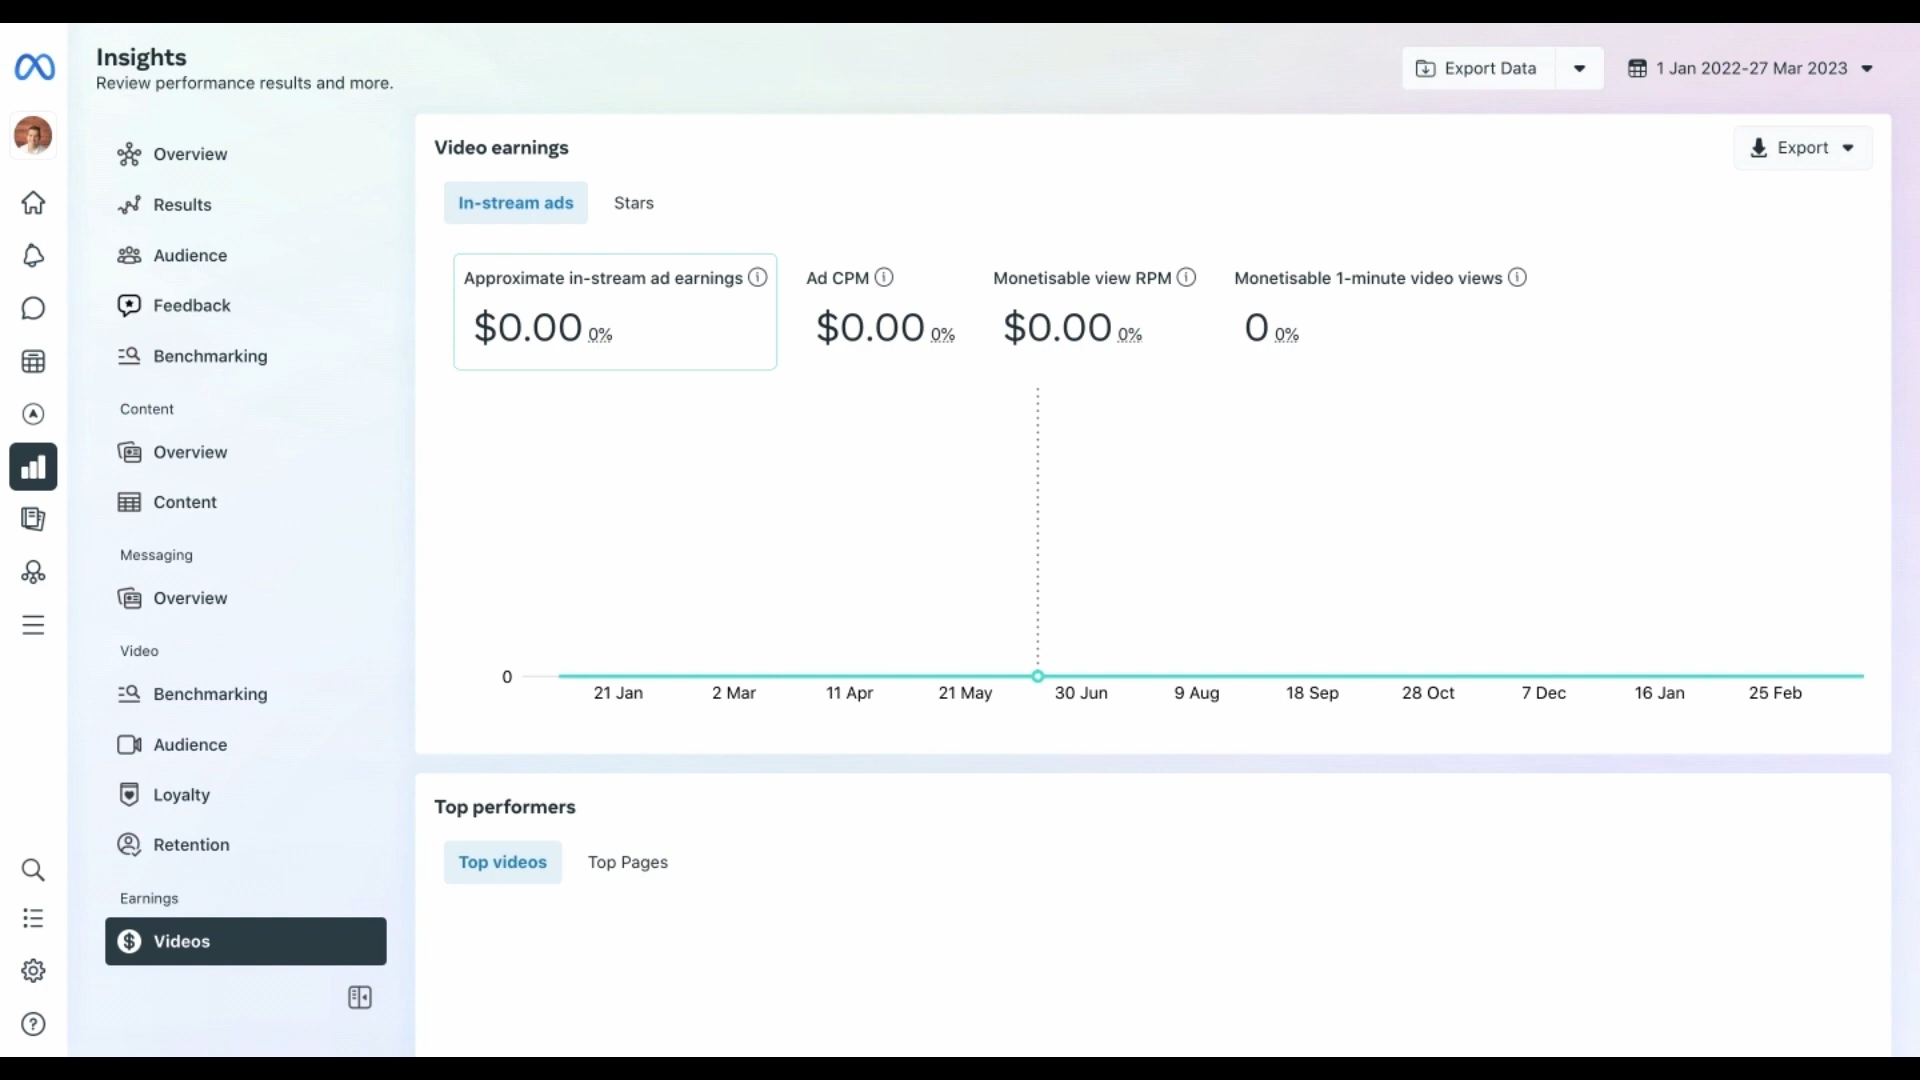 Insights
Review performance results and more.
Export Data
1 Jan 2022-27 Mar 2023
Overview
Results
Audience
Feedback
Benchmarking
Content
Overview
Content
Messaging
Overview
Video
Benchmarking
Audience
Loyalty
Retention
Earnings
Videos
Video earnings
Export
In-stream ads
Stars
Approximate in-stream ad earnings
$0.00 0%
Ad CPM
$0.00 0%
Monetisable view RPM
$0.00 0%
Monetisable 1-minute video views
0 0%
0
21 Jan 2 Mar 11 Apr 21 May 30 Jun 9 Aug 18 Sep 28 Oct 7 Dec 16 Jan 25 Feb
Top performers
Top videos
Top Pages